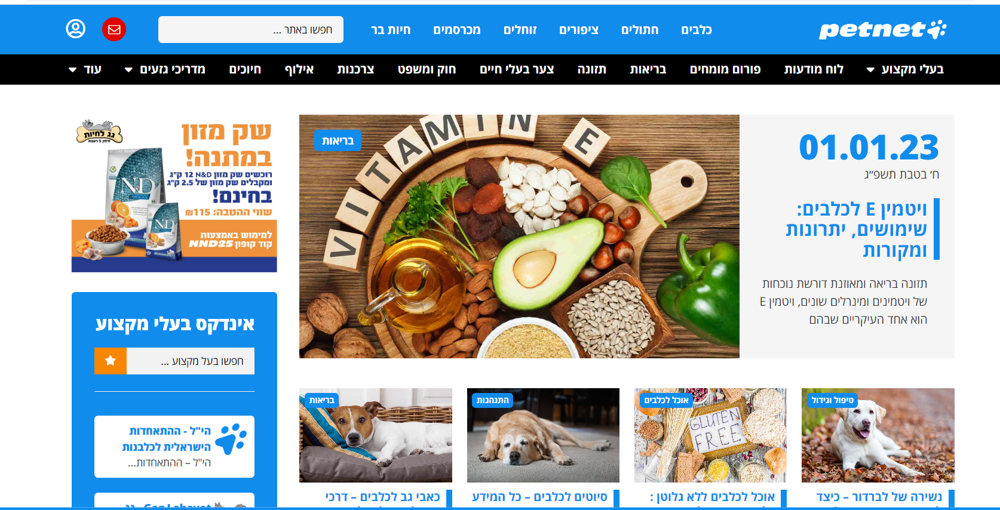 petnet
כלבים
חתולים
ציפורים
זוחלים
מכרסמים
חיות בר
חפשו באתר ...
בעלי מקצוע
לוח מודעות
פורום מומחים
בריאות
תזונה
צער בעלי חיים
חוק ומשפט
צרכנות
אילוף
חיוכים
מדריכי גזעים
עוד
01.01.23
ח' בטבת תשפ״ג
ויטמין E לכלבים:
שימושים, יתרונות
ומקורות
תזונה בריאה ומאוזנת דורשת נוכחות
של ויטמינים ומינרלים שונים, ויטמין E
הוא אחד העיקריים שבהם
בריאות
VITAMIN E
גג לחיות
שק מזון
במתנה!
רוכשים שק מזון N&D 12 ק"ג
ומקבלים שק מזון של 2.5 ק"ג
בחינם!
שווי ההטבה: 115₪
למימוש באמצעות
קוד קופון NND25
N&D
OCEAN
N&D
אינדקס בעלי מקצוע
חפשו בעל מקצוע ...
הי"ל - ההתאחדות
הישראלית לכלבנות
הי"ל – ההתאחדות...
טיפול וגידול
נשירה של לברדור – כיצד
אוכל לכלבים
GLUTEN
FREE
אוכל לכלבים ללא גלוטן :
התנהגות
סיוטים לכלבים – כל המידע
בריאות
כאבי גב לכלבים – דרכי